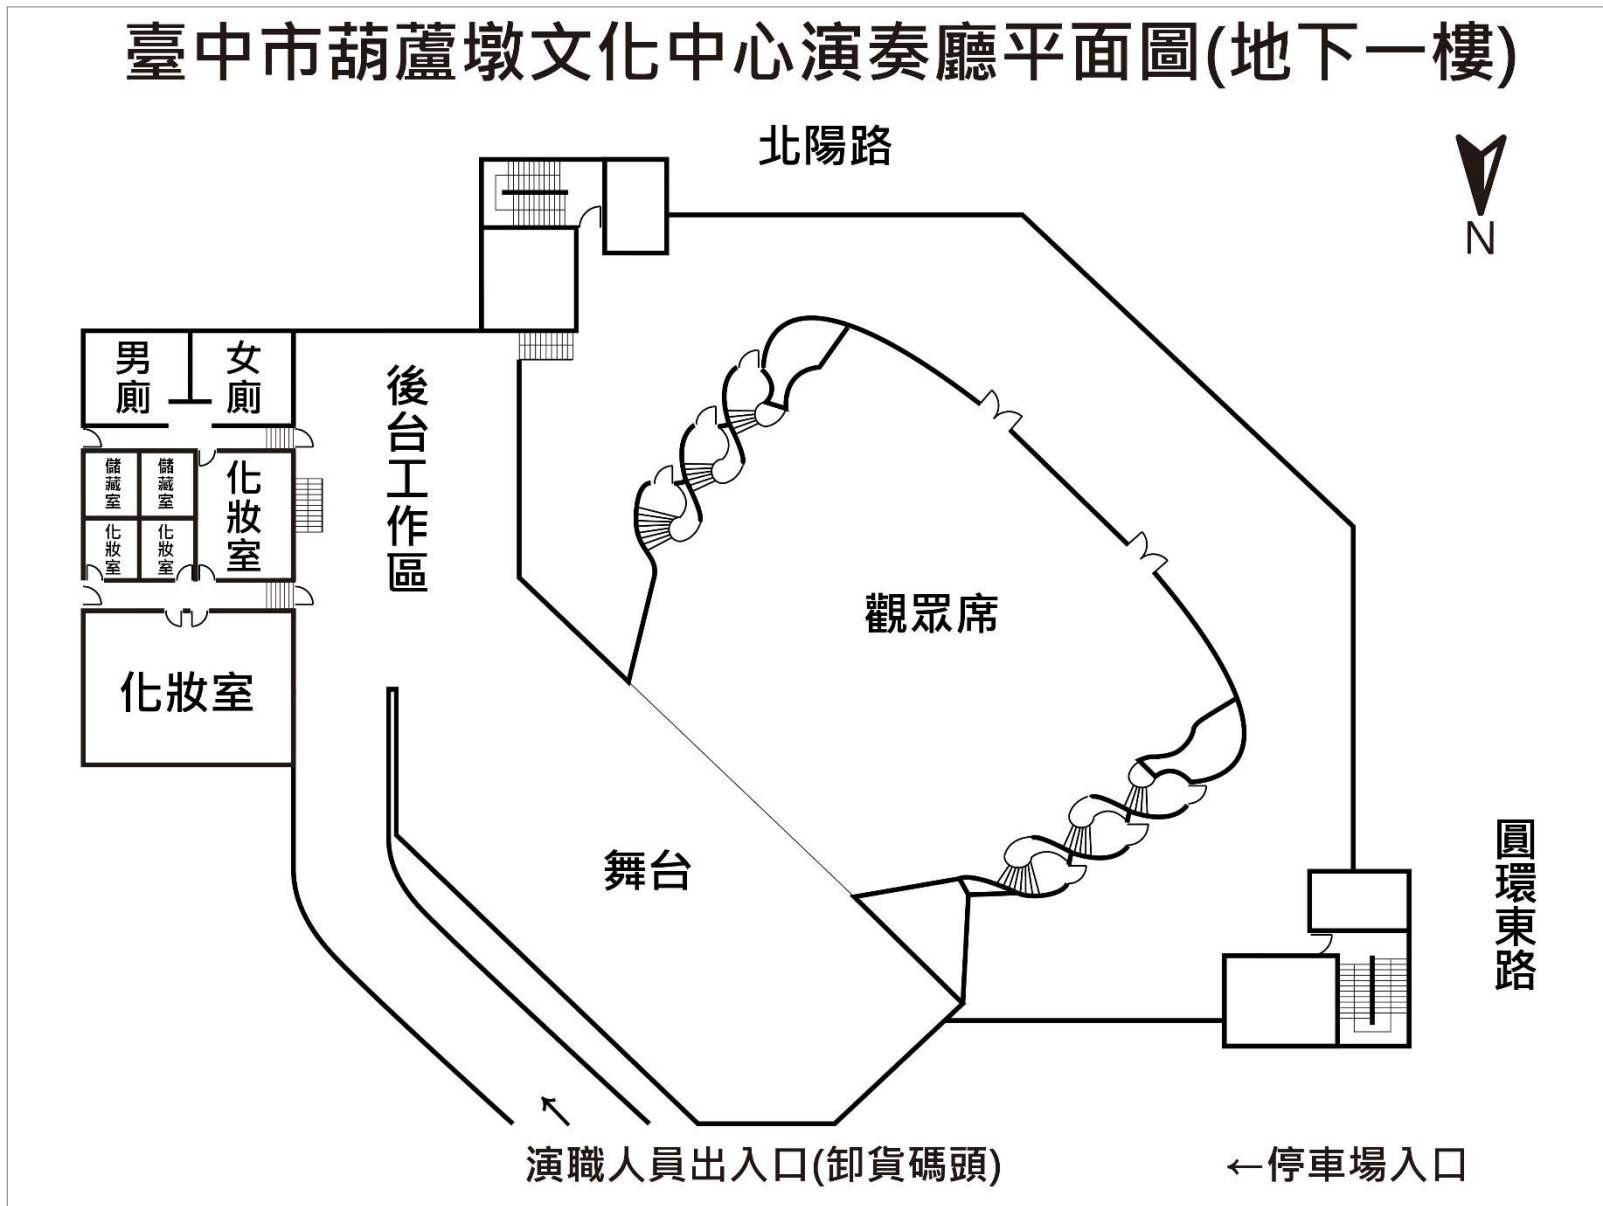 臺中市葫蘆墩文化中心演奏廳平面圖(地下一樓)
北陽路
N
男廁
女廁
後台工作區
儲藏室
儲藏室
化妝室
化妝室
化妝室
化妝室
觀眾席
舞台
圓環東路
演職人員出入口(卸貨碼頭)
←停車場入口